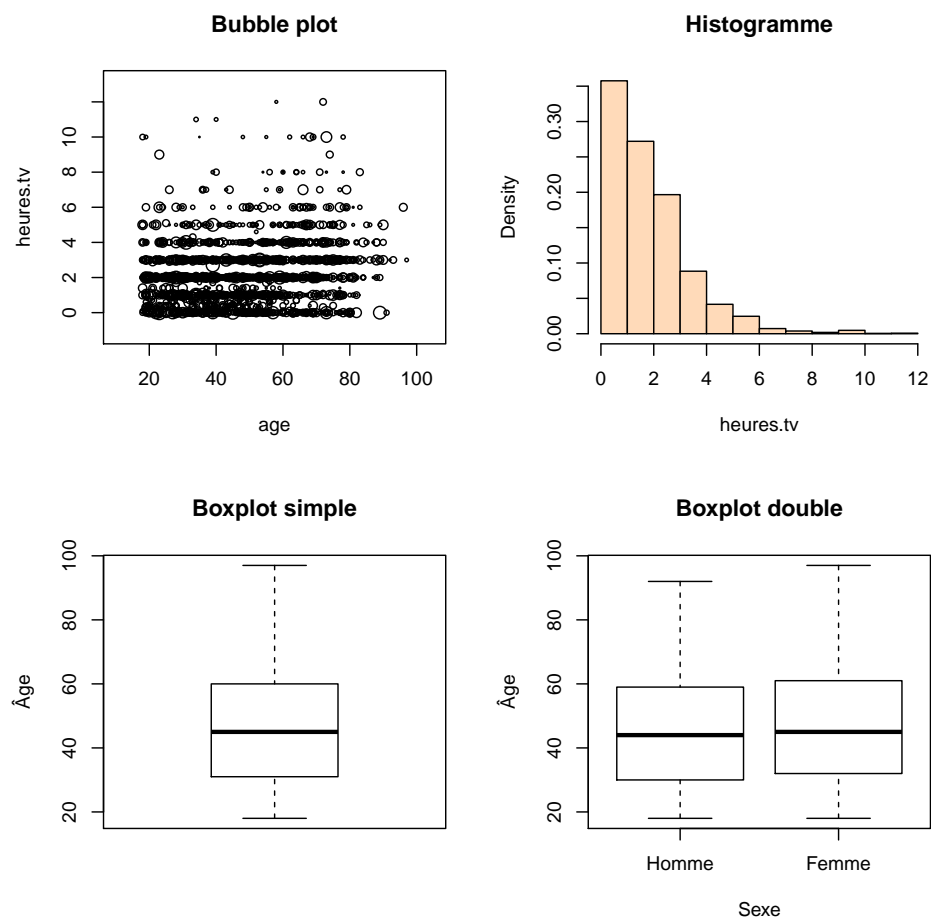 Bubble plot
heures.tv
10
8
6
4
2
0
20 40 60 80 100
age
Histogramme
Density
0.30
0.20
0.10
0.00
0 2 4 6 8 10 12
heures.tv
Boxplot simple
Âge
100
80
60
40
20
Boxplot double
Âge
100
80
60
40
20
Homme Femme
Sexe